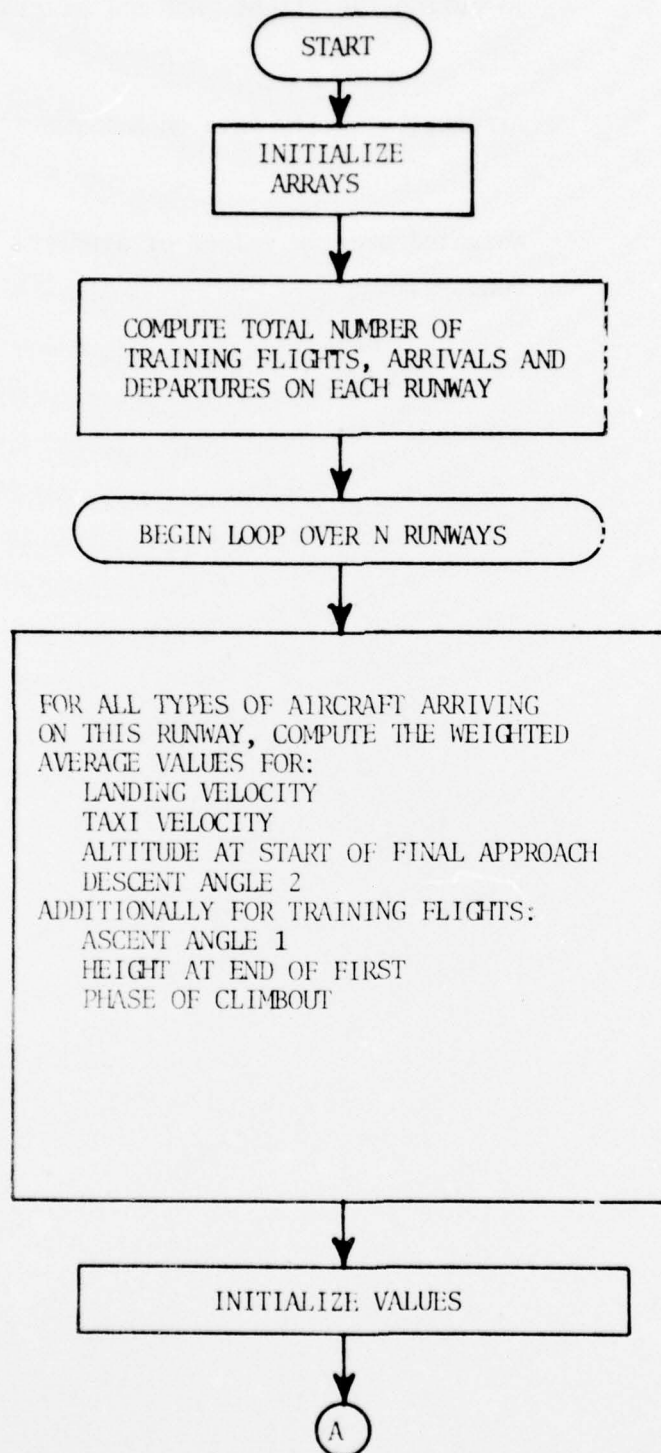 START
INITIALIZE
ARRAYS
COMPUTE TOTAL NUMBER OF
TRAINING FLIGHTS, ARRIVALS AND
DEPARTURES ON EACH RUNWAY
BEGIN LOOP OVER N RUNWAYS
FOR ALL TYPES OF AIRCRAFT ARRIVING
ON THIS RUNWAY, COMPUTE THE WEIGHTED
AVERAGE VALUES FOR:
LANDING VELOCITY
TAXI VELOCITY
ALTITUDE AT START OF FINAL APPROACH
DESCENT ANGLE 2
ADDITIONALLY FOR TRAINING FLIGHTS:
ASCENT ANGLE 1
HEIGHT AT END OF FIRST
PHASE OF CLIMBOUT
INITIALIZE VALUES
A